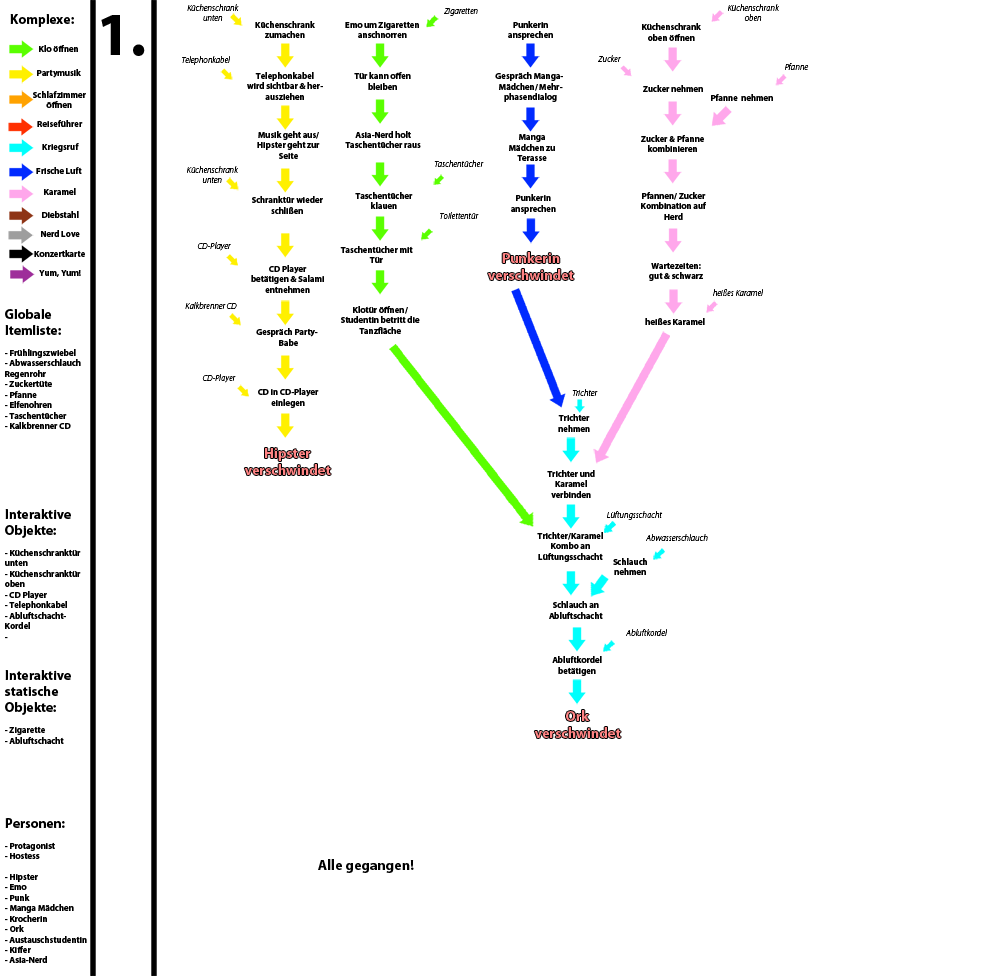 Komplexe:
Klo öffnen
Partymusik
Schlafzimmer
öffnen
Reiseführer
Kriegsruf
Frische Luft
Karamel
Diebstahl
Nerd Love
Konzertkarte
Yum, Yum!
Globale
Itemliste:
- Frühlingszwiebel
- Abwasserschlauch
Regenrohr
- Zuckertüte
- Pfanne
- Elfenohren
- Taschentücher
- Kalkbrenner CD
Interaktive
Objekte:
- Küchenschranktür
unten
- Küchenschranktür
oben
- CD Player
- Telephonkabel
- Abluftschacht-
Kordel
-
Interaktive
statische
Objekte:
- Zigarette
- Abluftschacht
Personen:
- Protagonist
- Hostess
- Hipster
- Emo
- Punk
- Manga Mädchen
- Krocherin
- Ork
- Austauschstudentin
- Kiffer
- Asia-Nerd
1.
Küchenschrank
unten
Küchenschrank
zumachen
Telephonkabel
Telephonkabel
wird sichtbar & her-
ausziehen
Musik geht aus/
Hipster geht zur
Seite
Küchenschrank
unten
Schranktür wieder
schlißen
CD-Player
CD Player
betätigen & Salami
entnehmen
Kalkbrenner CD
Gespräch Party-
Babe
CD-Player
CD in CD-Player
einlegen
Hipster
verschwindet
Zigaretten
Emo um Zigaretten
anschnorren
Tür kann offen
bleiben
Asia-Nerd holt
Taschentücher raus
Taschentücher
Taschentücher
klauen
Toilettentür
Taschentücher mit
Tür
Klotür öffnen/
Studentin betritt die
Tanzfläche
Punkerin
ansprechen
Gespräch Manga-
Mädchen/ Mehr-
phasendialog
Manga
Mädchen zu
Terasse
Punkerin
ansprechen
Punkerin
verschwindet
Küchenschrank
oben
Küchenschrank
oben öffnen
Zucker
Zucker nehmen
Pfanne
Pfanne nehmen
Zucker & Pfanne
kombinieren
Pfannen/ Zucker
Kombination auf
Herd
Wartezeiten:
gut & schwarz
heißes Karamel
heißes Karamel
Trichter
Trichter
nehmen
Trichter und
Karamel
verbinden
Lüftungsschacht
Trichter/Karamel
Kombo an
Lüftungsschacht
Abwasserschlauch
Schlauch
nehmen
Schlauch an
Abluftschacht
Abluftkordel
Abluftkordel
betätigen
Ork
verschwindet
Alle gegangen!